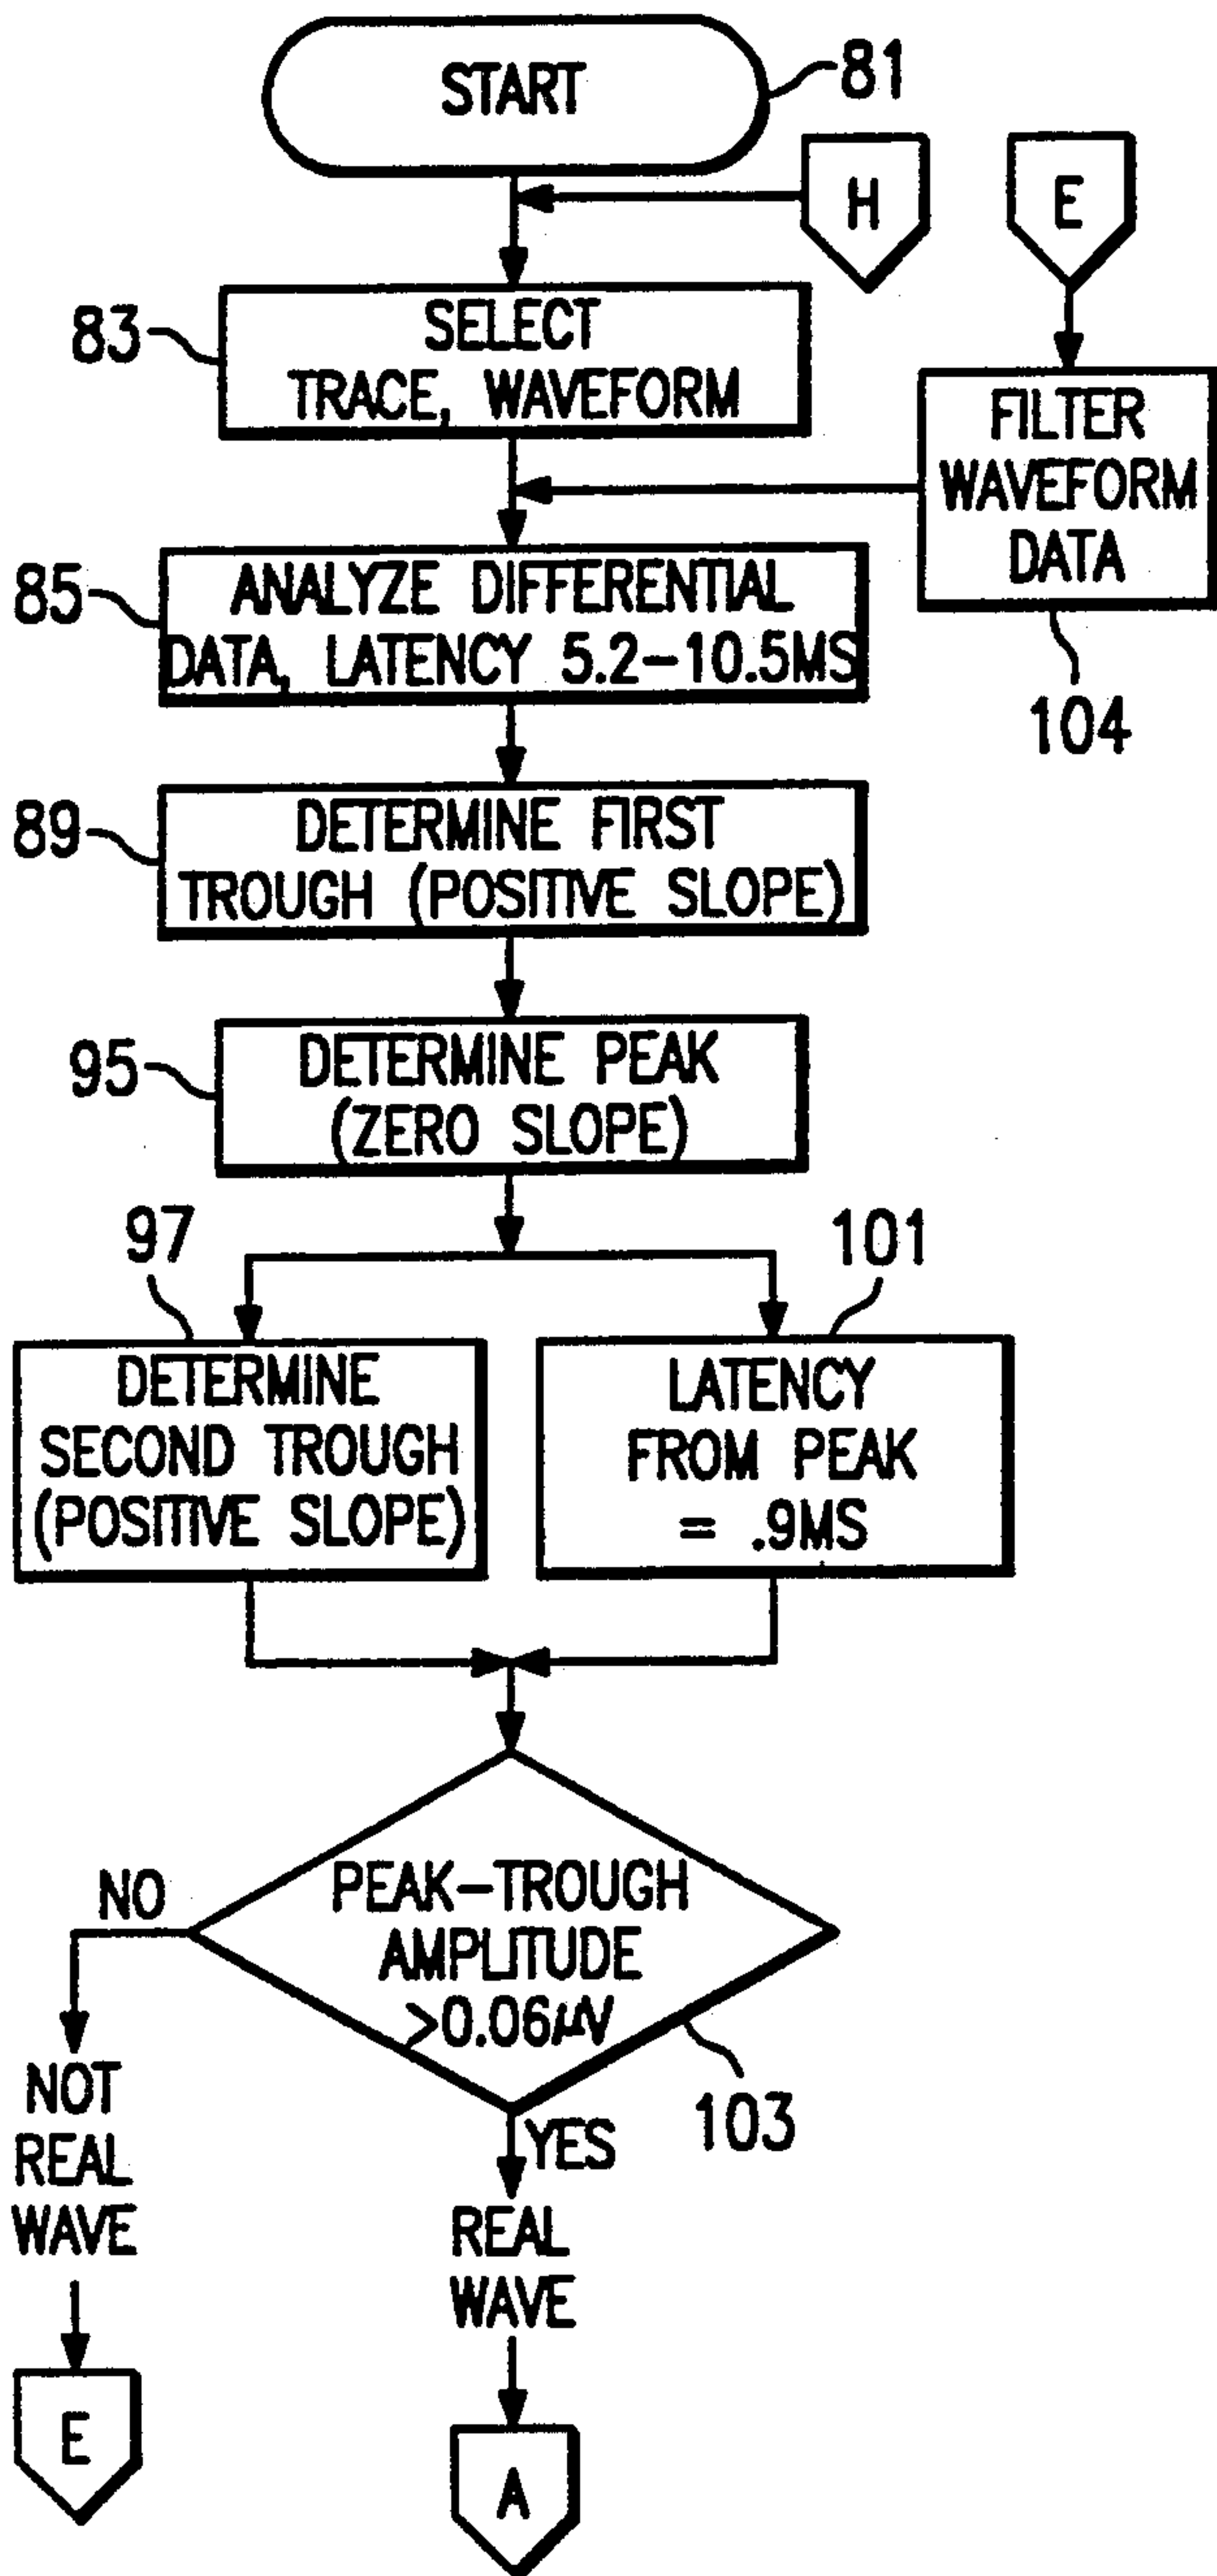 START
81
H
E
83
SELECT
TRACE, WAVEFORM
FILTER
WAVEFORM
DATA
104
85
ANALYZE DIFFERENTIAL
DATA, LATENCY 5.2-10.5MS
89
DETERMINE FIRST
TROUGH (POSITIVE SLOPE)
95
DETERMINE PEAK
(ZERO SLOPE)
97
DETERMINE
SECOND TROUGH
(POSITIVE SLOPE)
101
LATENCY
FROM PEAK
= .9MS
PEAK-TROUGH
AMPLITUDE
>0.06μV
103
NO
NOT
REAL
WAVE
E
YES
REAL
WAVE
A